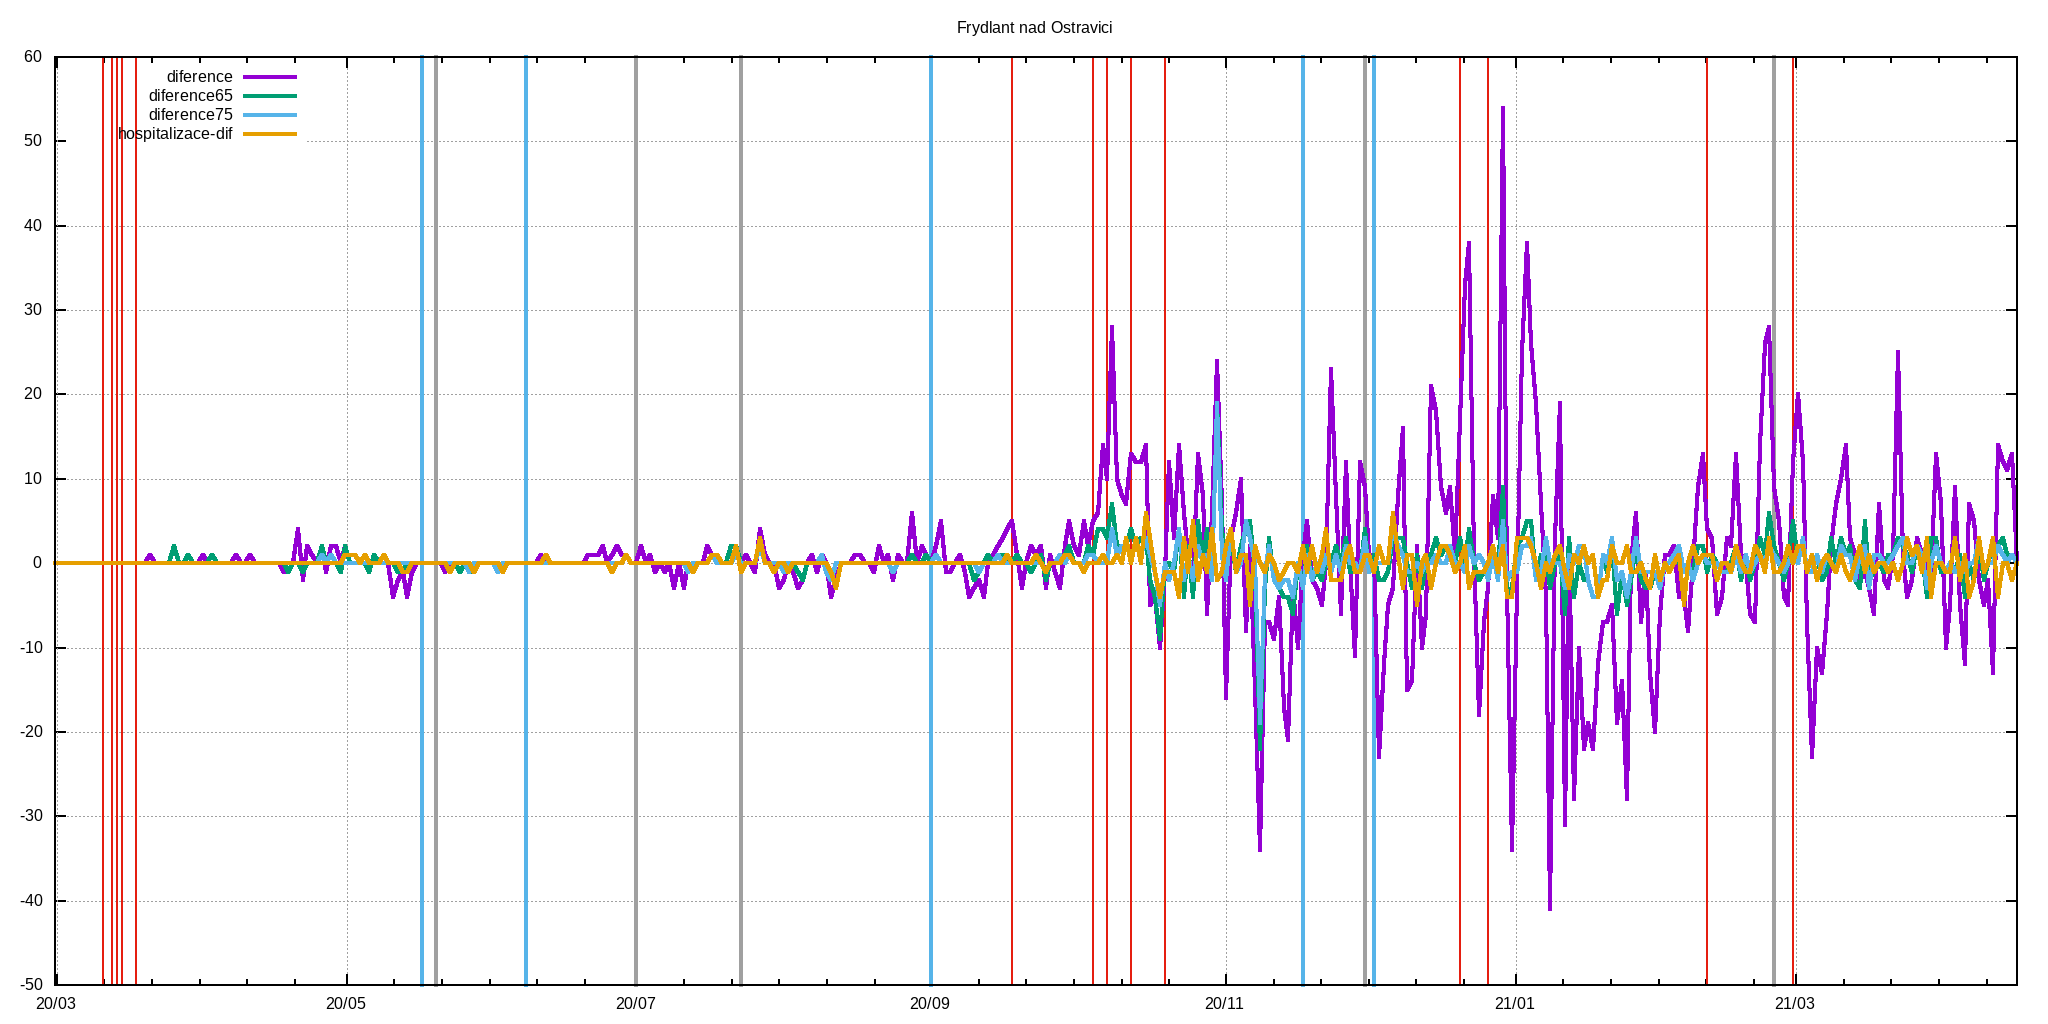 Frydlant nad Ostravici
diference
diference65
diference75
hospitalizace-dif
60
50
40
30
20
10
0
-10
-20
-30
-40
-50
20/03 20/05 20/07 20/09 20/11 21/01 21/03